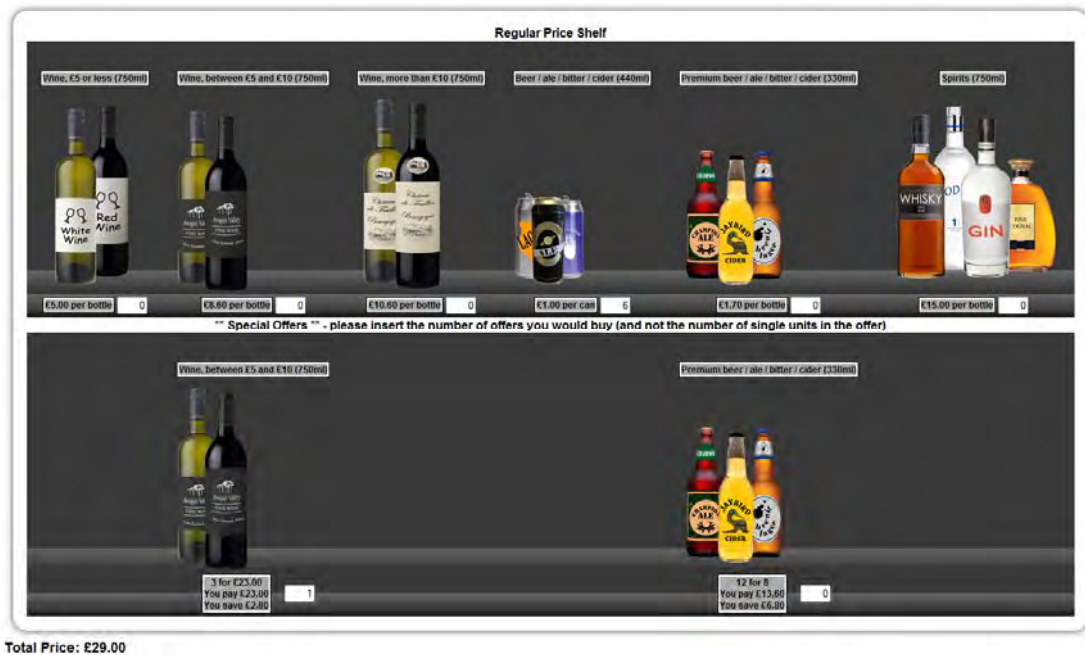 Regular Price Shelf
Wine, £5 or less (750ml) Wine, between £5 and £10 (750ml) Wine, more than £10 (750ml) Beer / ale / bitter / cider (440ml) Premium beer / ale / bitter / cider (330ml) Spirits (750ml)
White Wine
Red Wine
WHISKY
GIN
JAYBIRD
CIDER
£5.00 per bottle 0 £8.60 per bottle 0 £10.60 per bottle 0 £1.00 per can 6 £1.70 per bottle 0 £15.00 per bottle 0
** Special Offers ** - please insert the number of offers you would buy (and not the number of single units in the offer)
Wine, between £5 and £10 (750ml) Premium beer / ale / bitter / cider (330ml)
ALE
JAYBIRD
CIDER
3 for £23.00 12 for 8
You pay £23.00 1 You pay £13.60 0
You save £2.80 You save £6.80
Total Price: £29.00